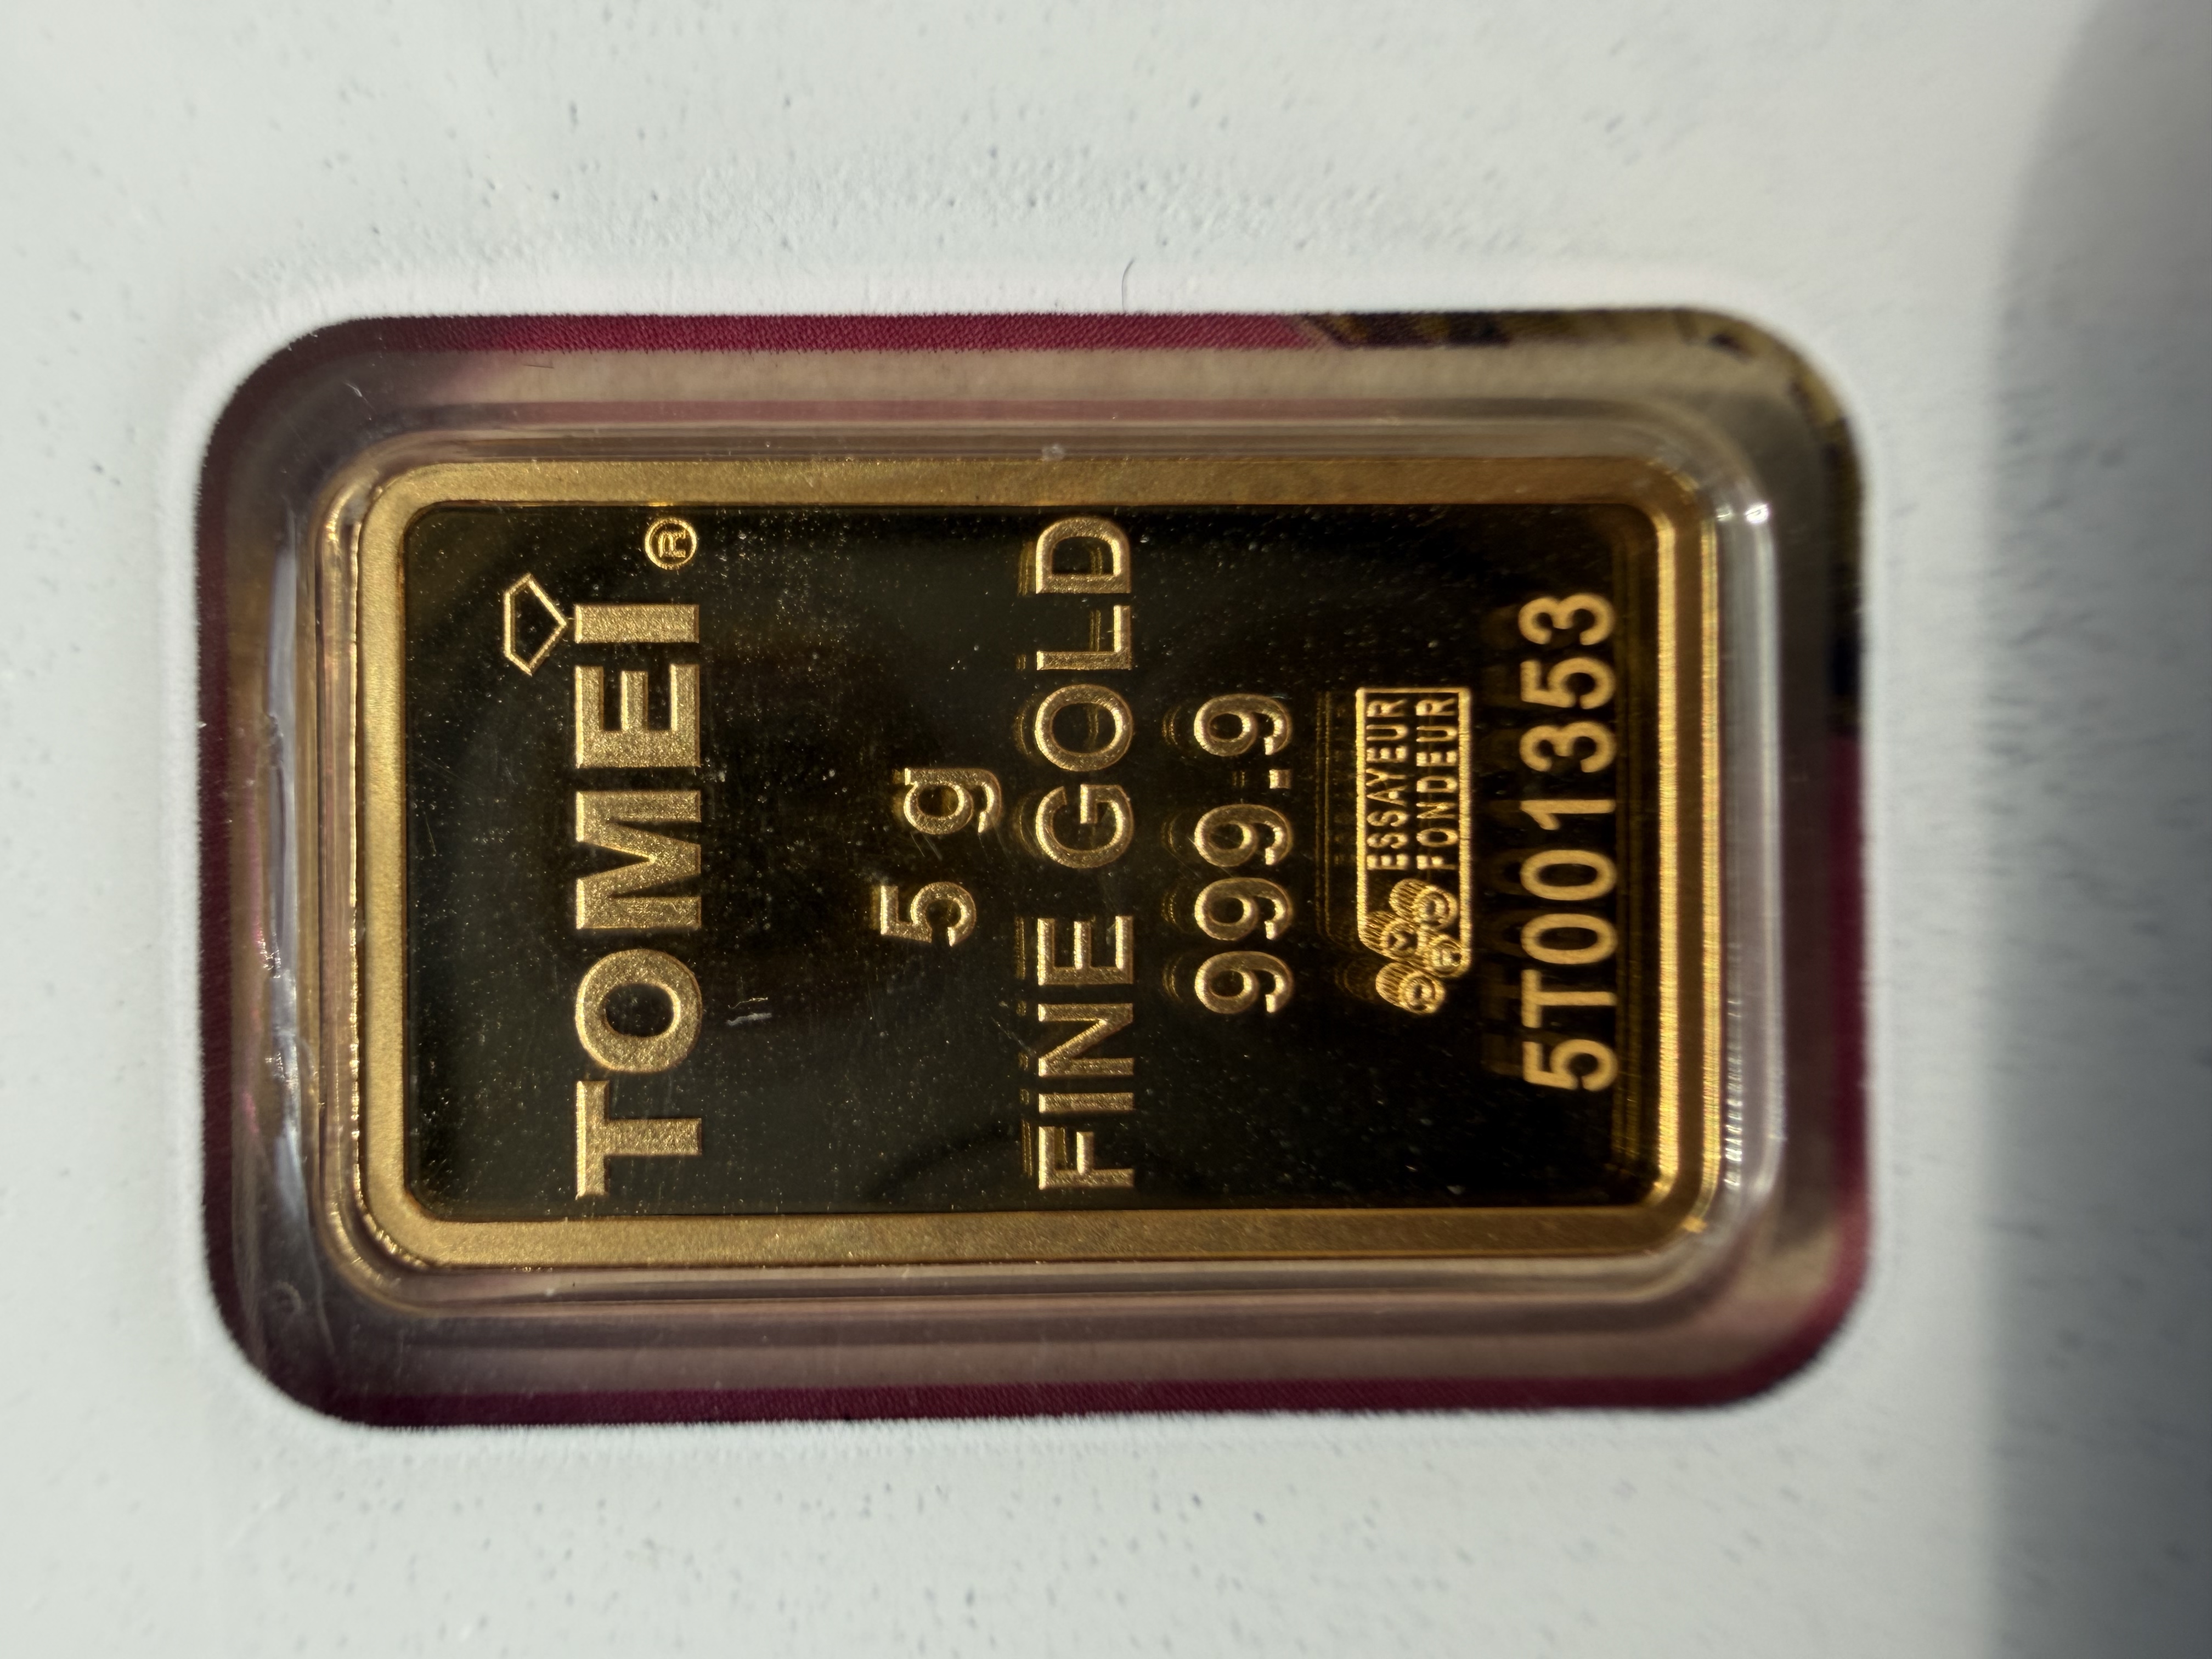 TOMEI®
5 g
FINE GOLD
999.9
ESSAYEUR
FONDEUR
5T001353